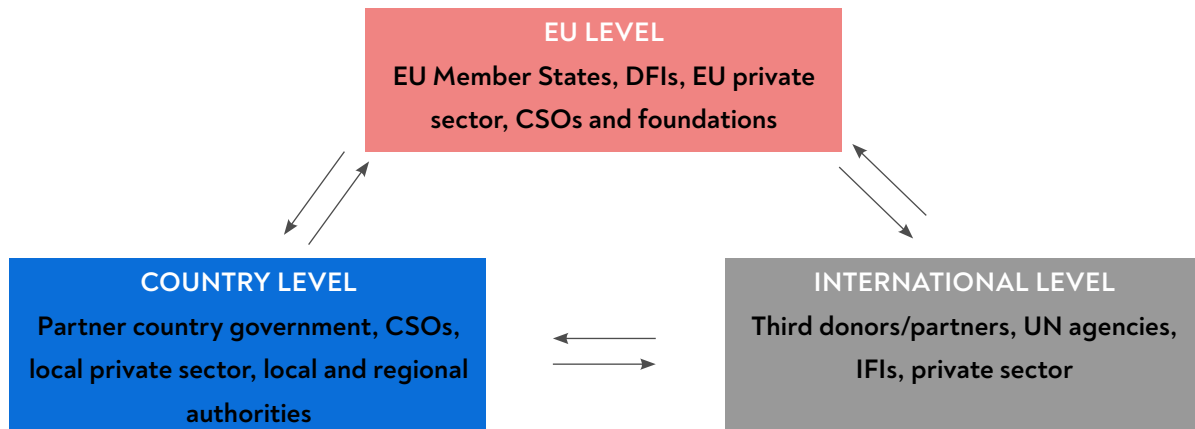 EU LEVEL
EU Member States, DFIs, EU private
sector, CSOs and foundations
COUNTRY LEVEL
Partner country government, CSOs,
local private sector, local and regional
authorities
INTERNATIONAL LEVEL
Third donors/partners, UN agencies,
IFIs, private sector